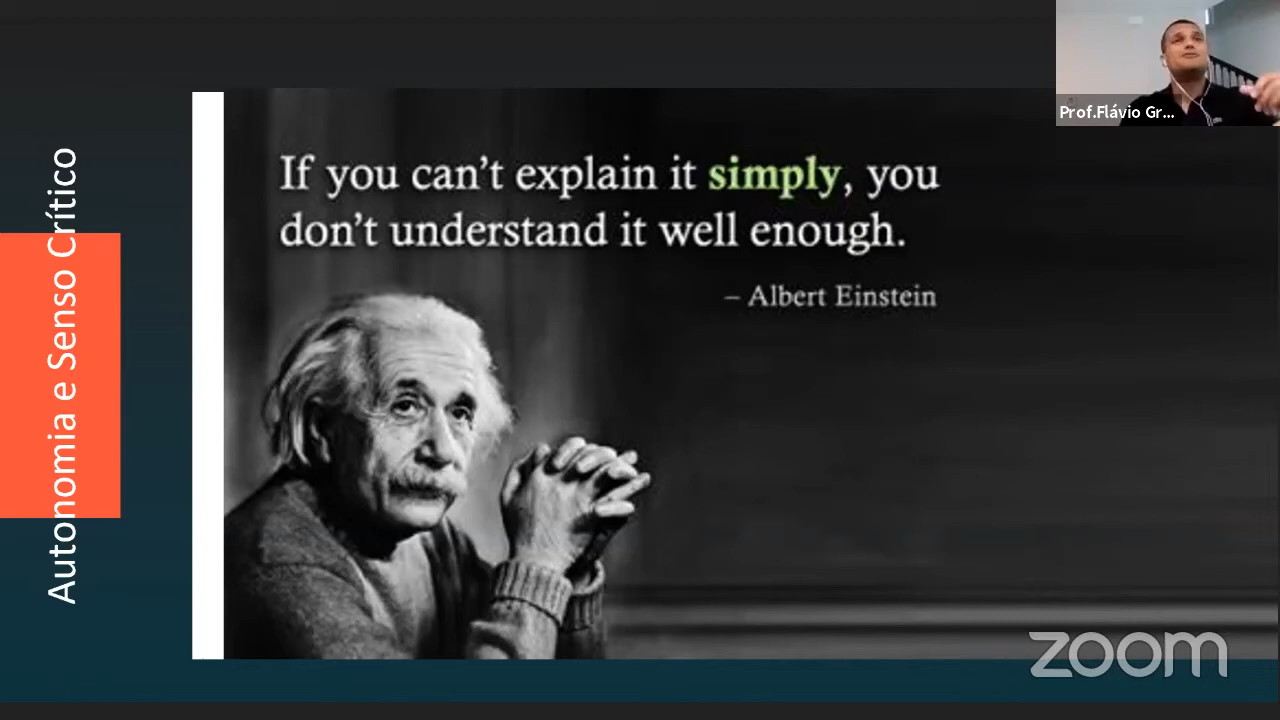 Autonomia e Senso Crítico
If you can't explain it simply, you
don't understand it well enough.
– Albert Einstein
Prof.Flávio Gr...
zoom